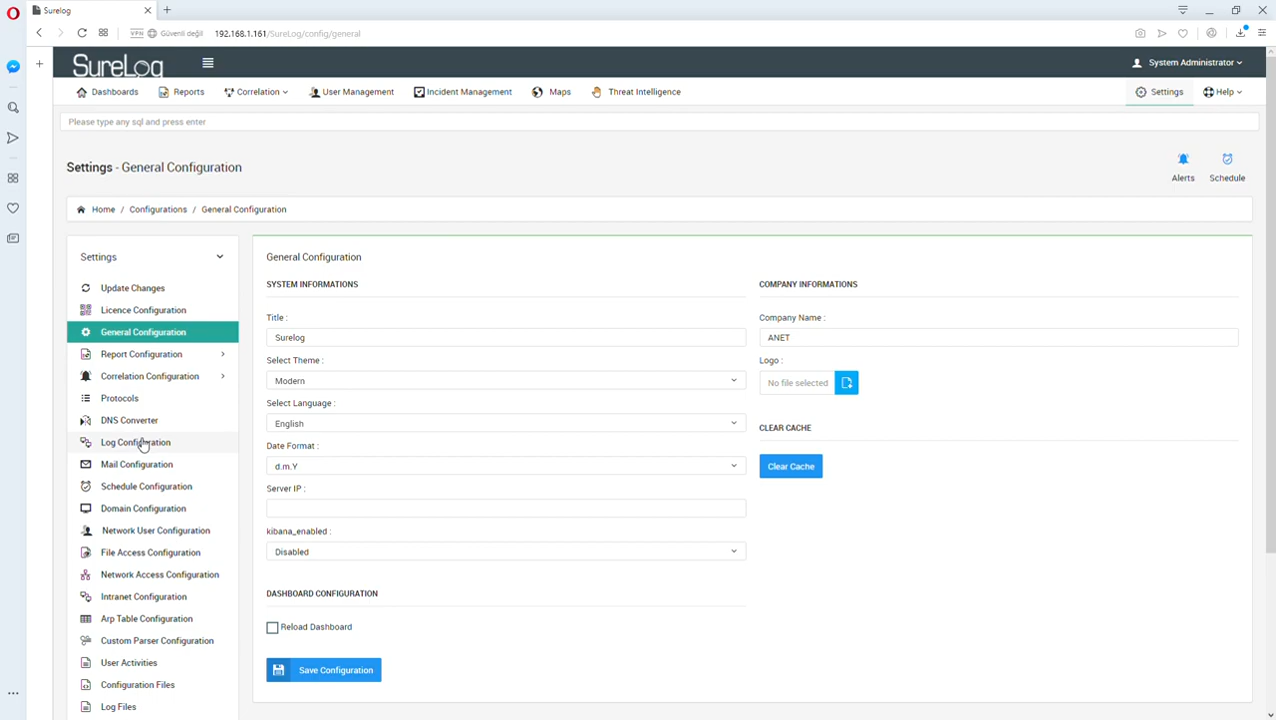 Surelog
VPN Güvenli değil 192.168.1.161/SureLog/config/general
SureLog
System Administrator
Dashboards Reports Correlation User Management Incident Management Maps Threat Intelligence Settings Help
Please type any sql and press enter
Settings - General Configuration
Alerts Schedule
Home / Configurations / General Configuration
Settings
Update Changes
Licence Configuration
General Configuration
Report Configuration
Correlation Configuration
Protocols
DNS Converter
Log Configuration
Mail Configuration
Schedule Configuration
Domain Configuration
Network User Configuration
File Access Configuration
Network Access Configuration
Intranet Configuration
Arp Table Configuration
Custom Parser Configuration
User Activities
Configuration Files
Log Files
General Configuration
SYSTEM INFORMATIONS
Title :
Surelog
Select Theme :
Modern
Select Language :
English
Date Format :
d.m.Y
Server IP :
kibana_enabled :
Disabled
DASHBOARD CONFIGURATION
Reload Dashboard
Save Configuration
COMPANY INFORMATIONS
Company Name :
ANET
Logo :
No file selected
CLEAR CACHE
Clear Cache